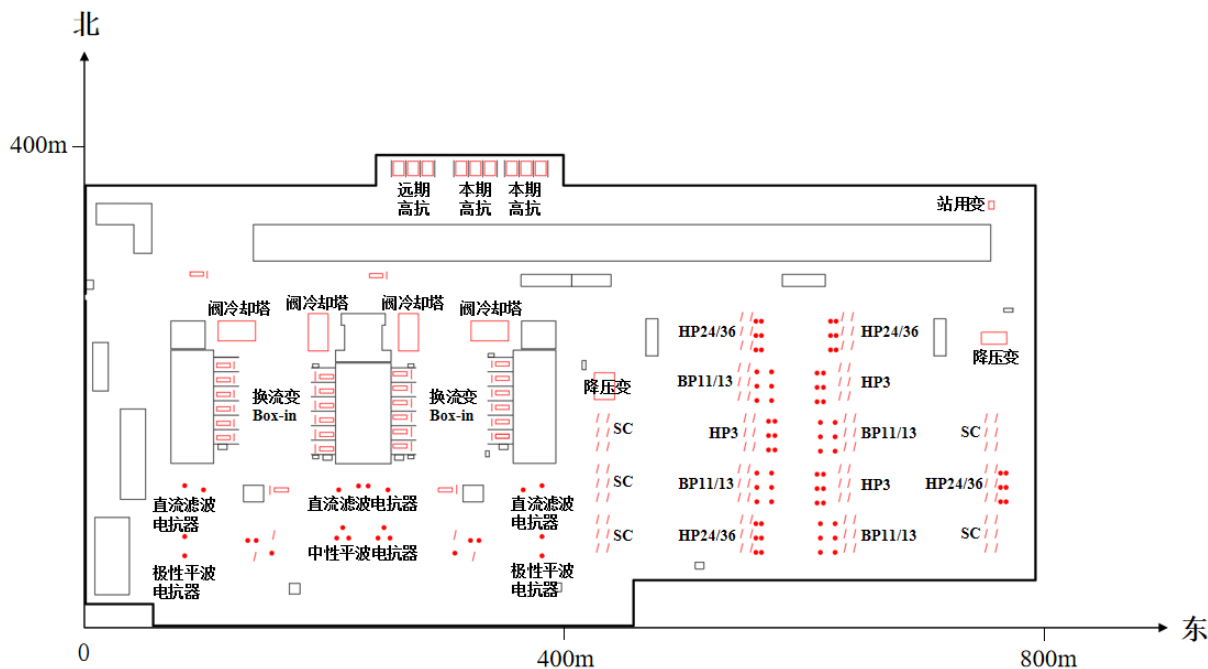 北
400m
远期
高抗
本期
高抗
本期
高抗
站用变
阀冷却塔
阀冷却塔
阀冷却塔
阀冷却塔
HP24/36
HP24/36
降压变
换流变
Box-in
换流变
Box-in
降压变
BP11/13
HP3
SC
HP3
BP11/13
SC
SC
BP11/13
HP3
HP24/36
直流滤波
电抗器
直流滤波电抗器
直流滤波
电抗器
SC
HP24/36
BP11/13
SC
中性平波电抗器
极性平波
电抗器
极性平波
电抗器
0
400m
800m
东